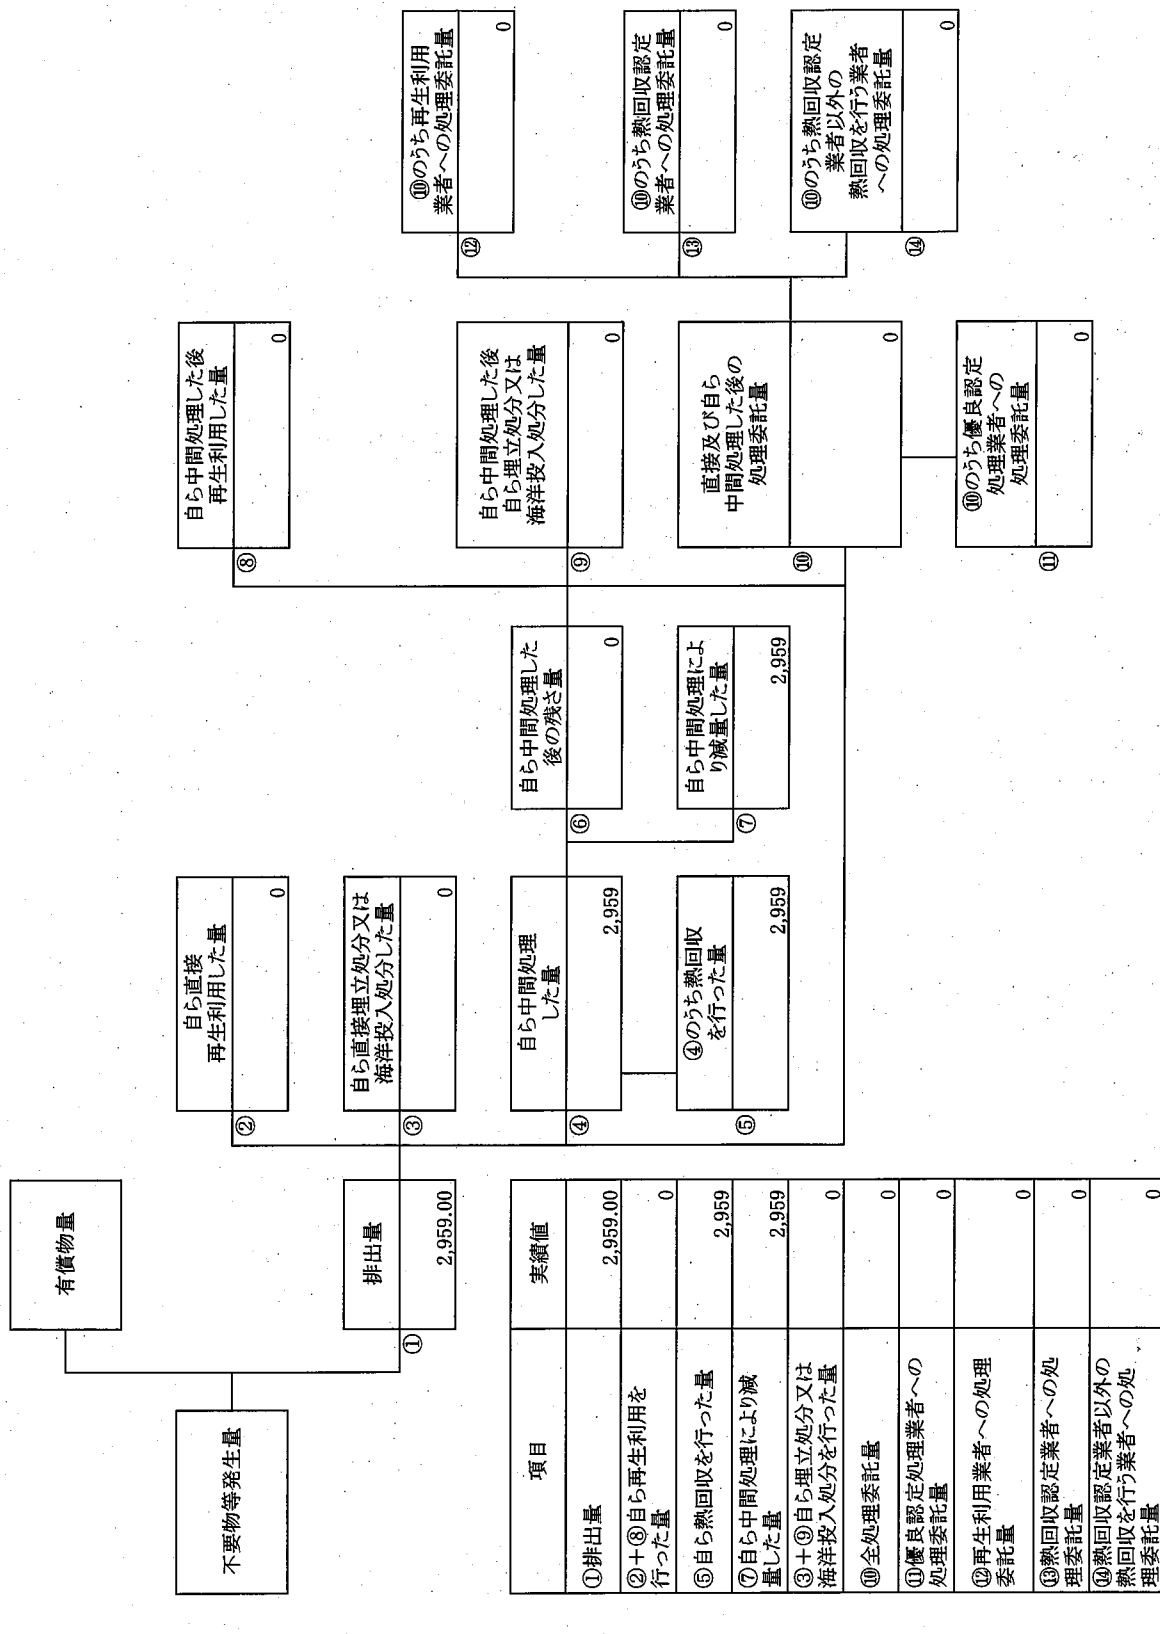 有償物量
不要物等発生量
排出量
①
2,959.00
自ら直接
再生利用した量
②
0
自ら直接埋立処分又は
海洋投入処分した量
③
0
自ら中間処理
した量
④
2,959
④のうち熱回収
を行った量
⑤
2,959
自ら中間処理した
後の残さ量
⑥
0
自ら中間処理によ
り減量した量
⑦
2,959
自ら中間処理した後
再生利用した量
⑧
0
自ら中間処理した後
自ら埋立処分又は
海洋投入処分した量
⑨
0
直接及び自ら
中間処理した後の
処理委託量
⑩
0
⑩のうち優良認定
処理業者への
処理委託量
⑪
0
⑩のうち再生利用
業者への処理委託量
⑫
0
⑩のうち熱回収認定
業者への処理委託量
⑬
0
⑩のうち熱回収認定
業者以外の
熱回収を行う業者
への処理委託量
⑭
0
項目 実績値
①排出量 2,959.00
②+⑧自ら再生利用を
行った量 0
⑤自ら熱回収を行った量 2,959
⑦自ら中間処理により減
量した量 2,959
③+⑨自ら埋立処分又は
海洋投入処分を行った量 0
⑩全処理委託量 0
⑪優良認定処理業者への
処理委託量 0
⑫再生利用業者への処理
委託量 0
⑬熱回収認定業者への処
理委託量 0
⑭熱回収認定業者以外の
熱回収を行う業者への処
理委託量 0